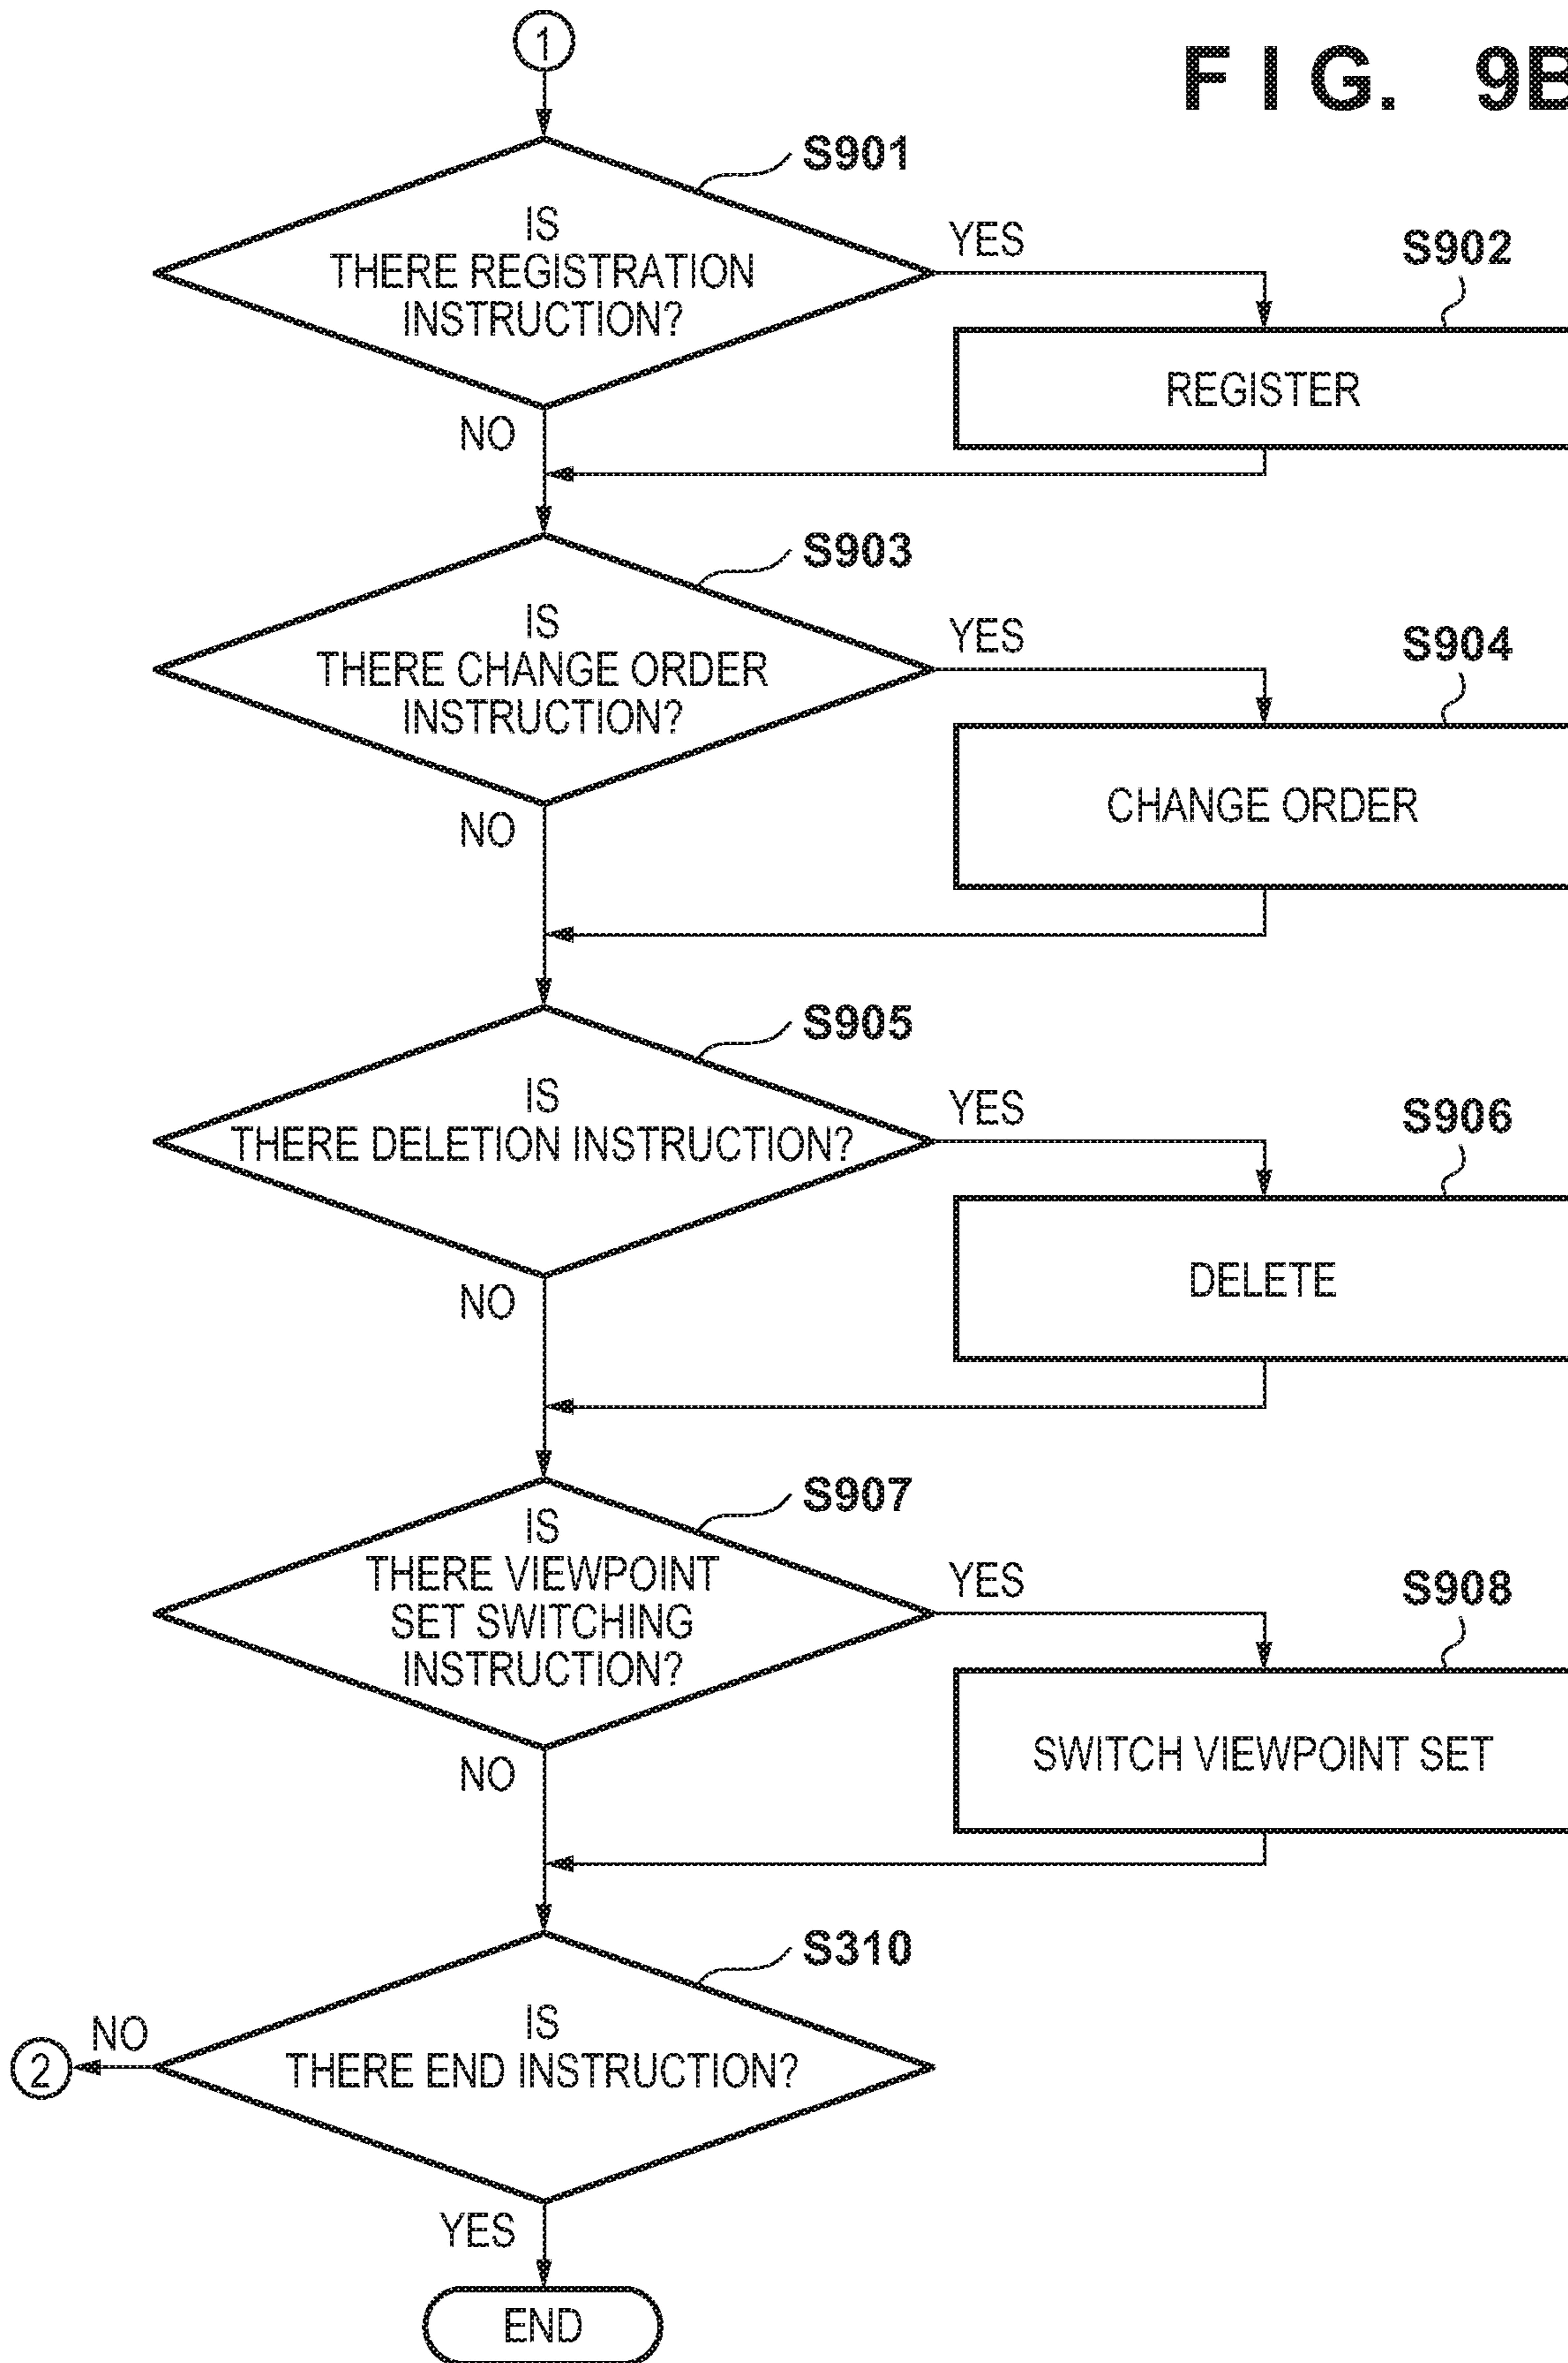 FIG. 9B
1
S901
IS
THERE REGISTRATION
INSTRUCTION?
YES
NO
S902
REGISTER
S903
IS
THERE CHANGE ORDER
INSTRUCTION?
YES
NO
S904
CHANGE ORDER
S905
IS
THERE DELETION INSTRUCTION?
YES
NO
S906
DELETE
S907
IS
THERE VIEWPOINT
SET SWITCHING
INSTRUCTION?
YES
NO
S908
SWITCH VIEWPOINT SET
S310
IS
THERE END INSTRUCTION?
NO
2
YES
END